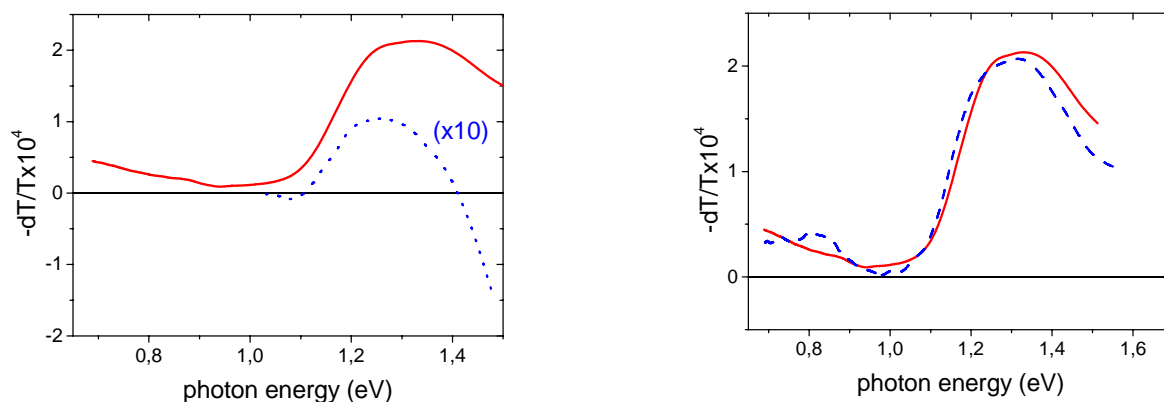 2
1
0
-1
-2
-dT/Tx10⁴
(x10)
0,8 1,0 1,2 1,4
photon energy (eV)
2
1
0
-dT/Tx10⁴
0,8 1,0 1,2 1,4 1,6
photon energy (eV)